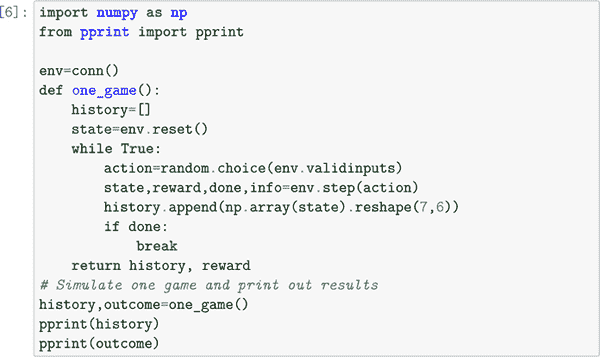 [6]: import numpy as np
from pprint import pprint

env=conn()
def one_game():
    history=[]
    state=env.reset()
    while True:
        action=random.choice(env.validinputs)
        state,reward,done,info=env.step(action)
        history.append(np.array(state).reshape(7,6))
        if done:
            break
    return history, reward
# Simulate one game and print out results
history,outcome=one_game()
pprint(history)
pprint(outcome)